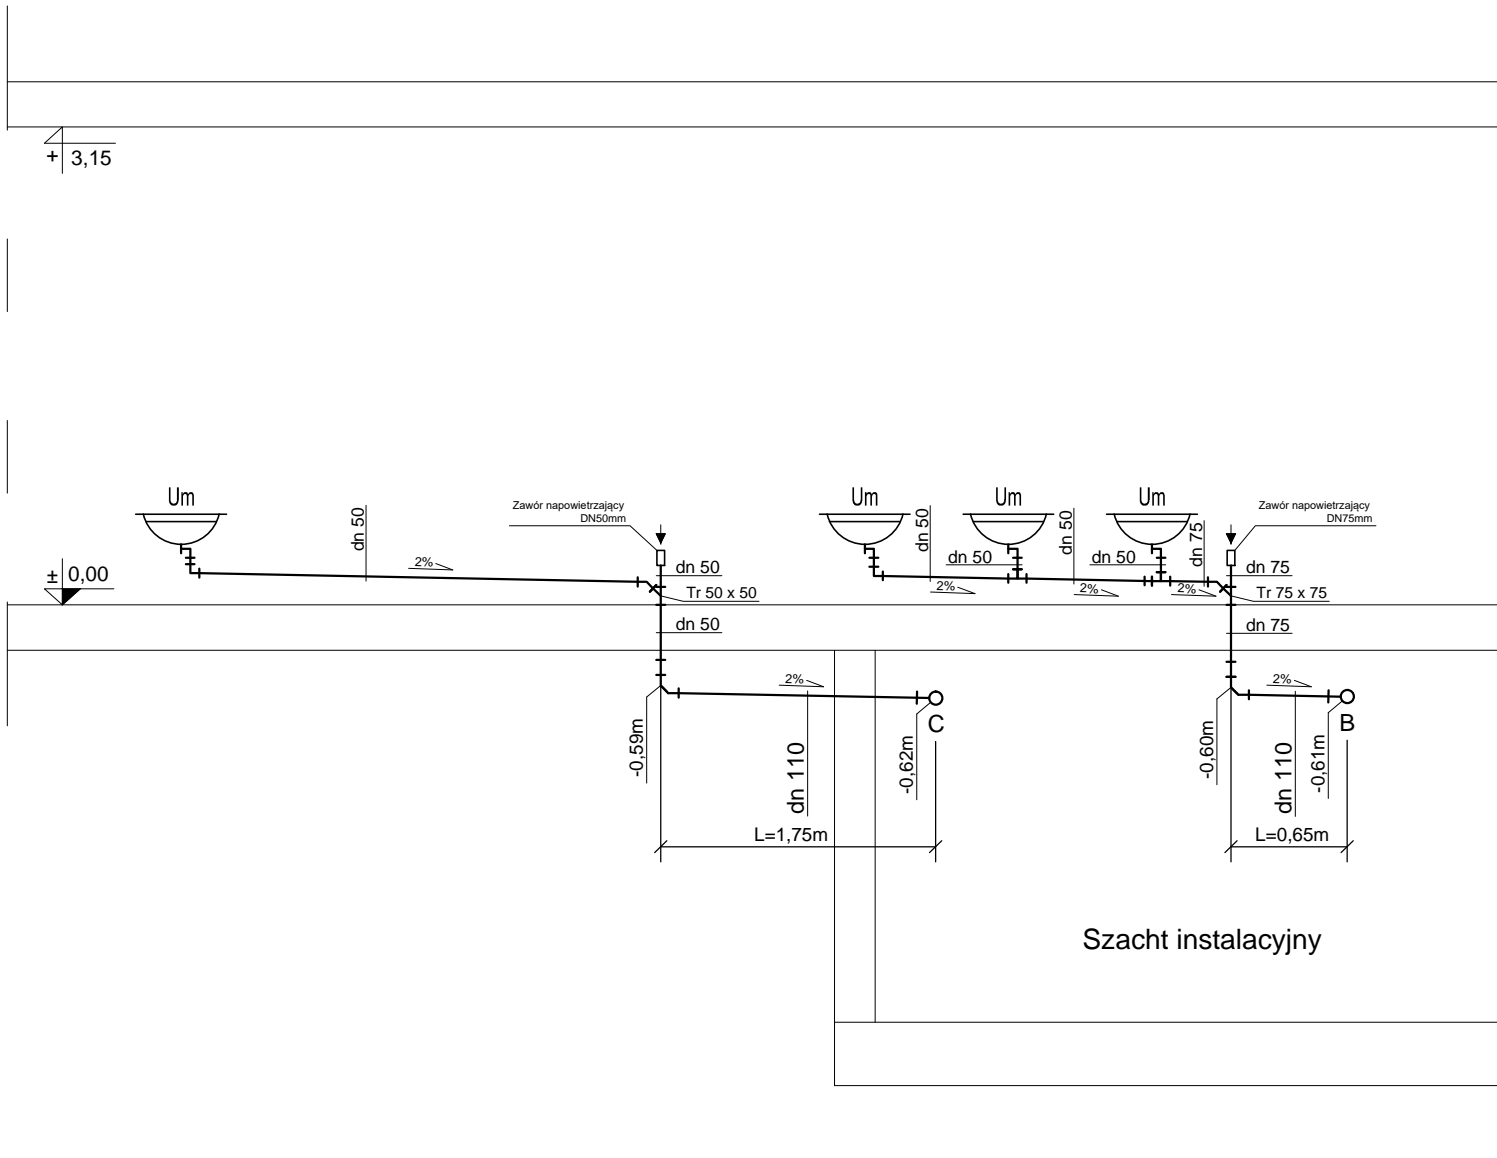 + 3,15
Um
Um
Um
Um
Zawór napowietrzający
DN50mm
Zawór napowietrzający
DN75mm
dn 50
dn 50
dn 50
dn 75
2%
dn 50
dn 50
dn 50
dn 75
± 0,00
2%
2%
2%
Tr 50 x 50
Tr 75 x 75
dn 50
dn 75
2%
2%
-0,59m
-0,62m
C
-0,60m
-0,61m
B
dn 110
dn 110
L=1,75m
L=0,65m
Szacht instalacyjny